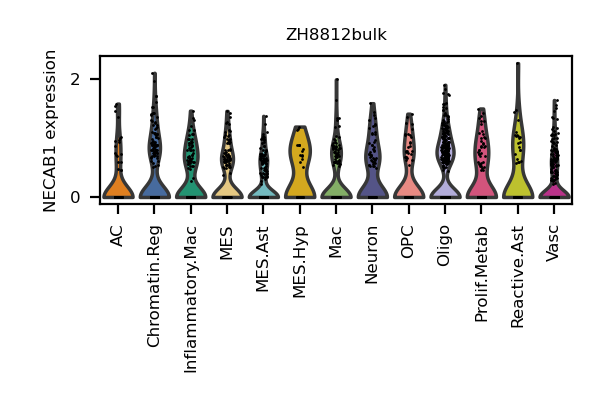 ZH8812bulk
NECAB1 expression
2
0
AC
Chromatin.Reg
Inflammatory.Mac
MES
MES.Ast
MES.Hyp
Mac
Neuron
OPC
Oligo
Prolif.Metab
Reactive.Ast
Vasc